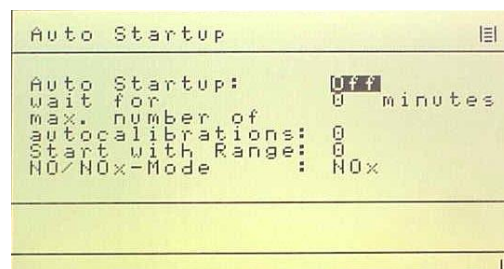 Auto Startup
Auto Startup: Off
wait for 0 minutes
max. number of
autocalibrations: 0
Start with Range: 0
NO/NOx-Mode : NOx